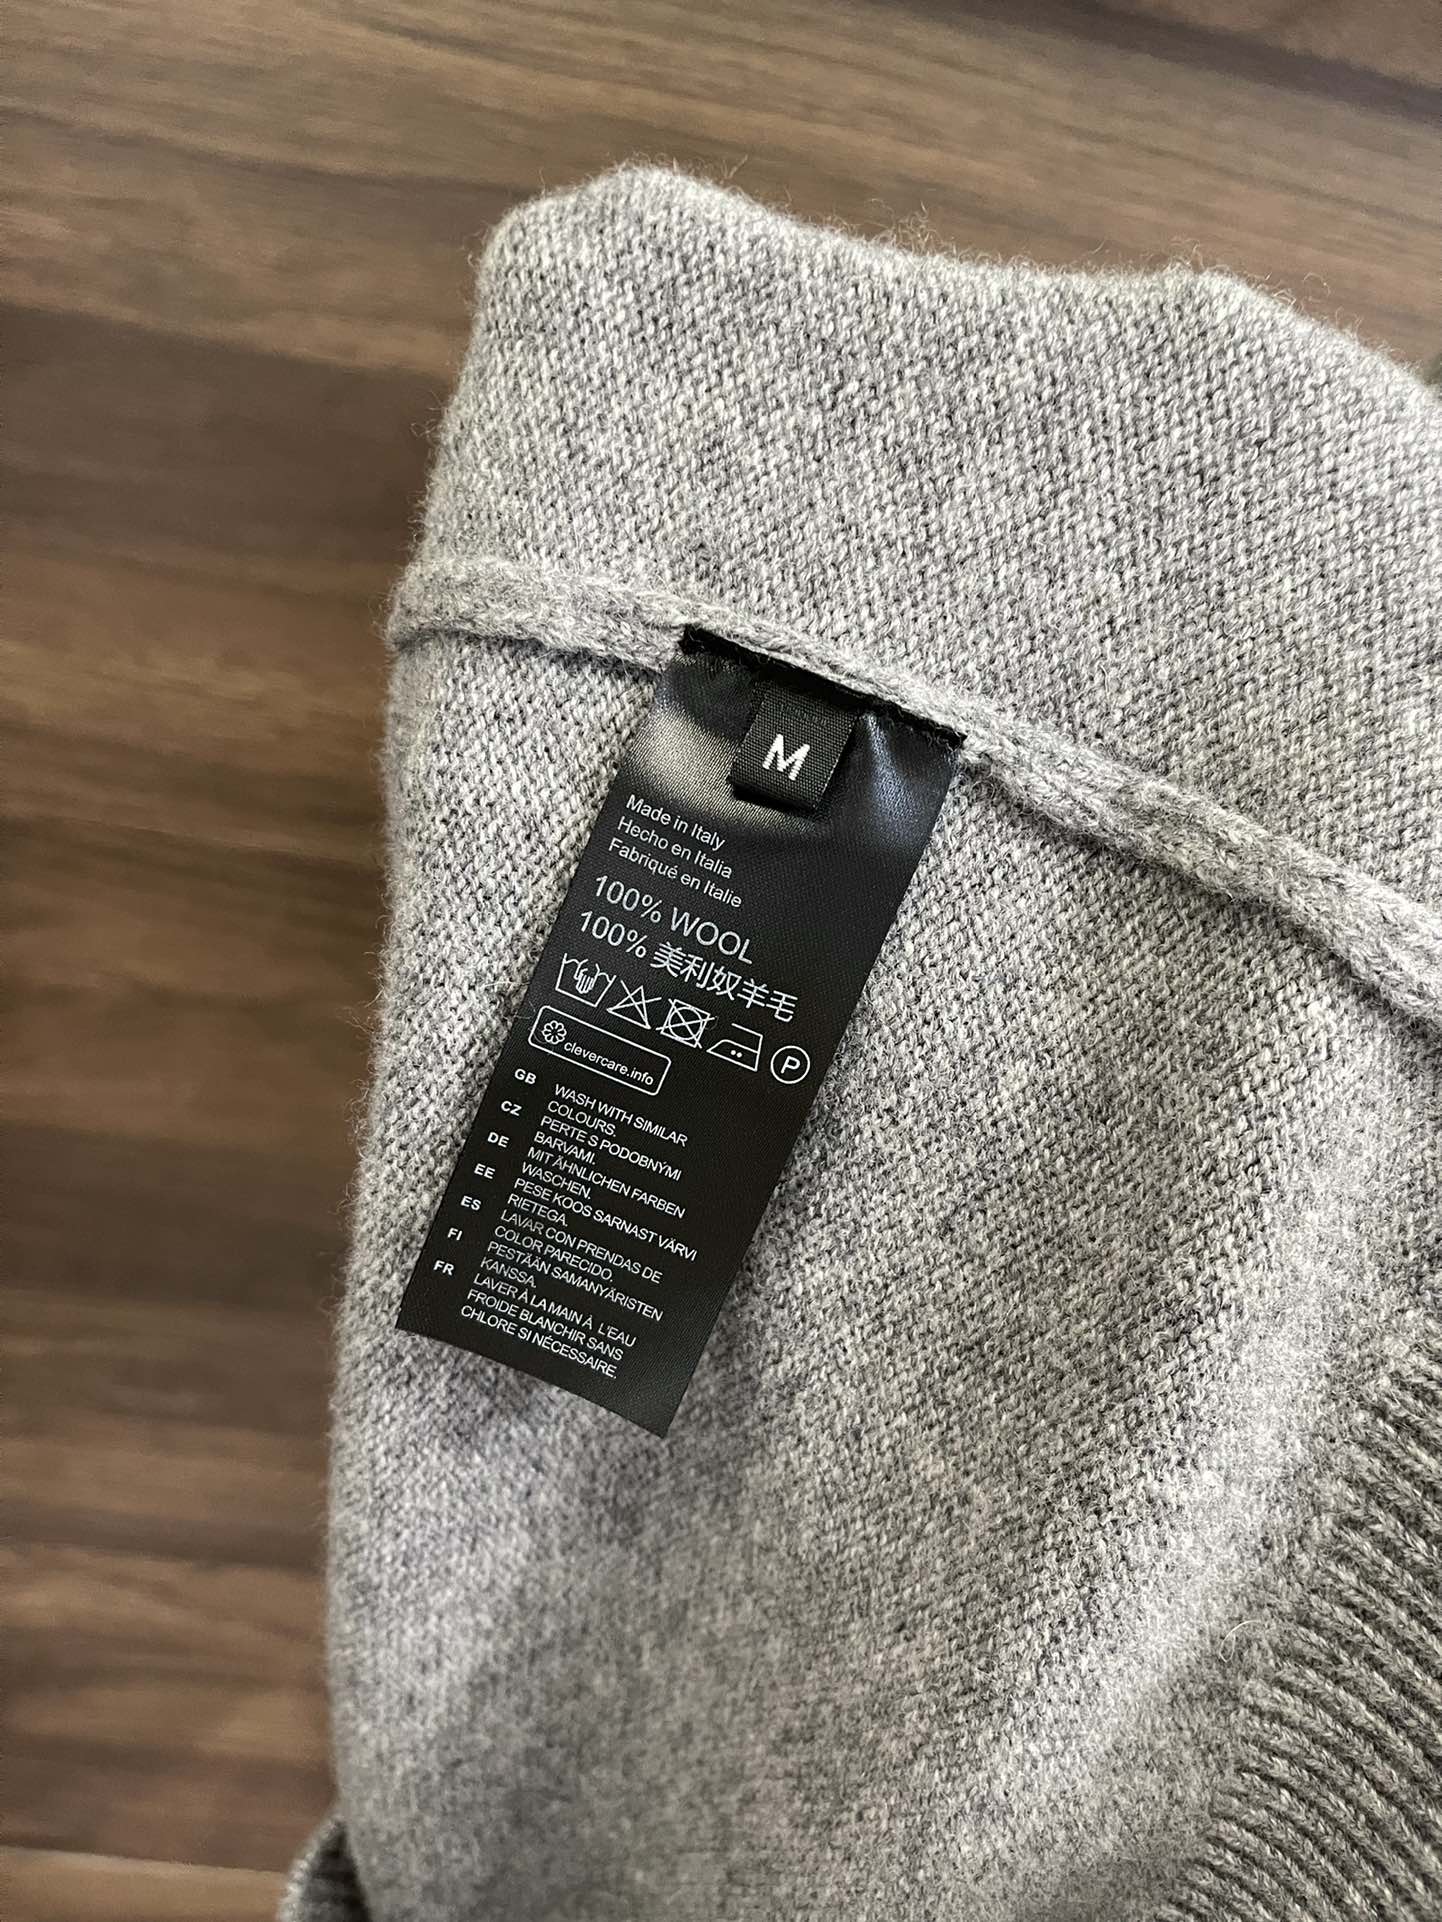 M
Made in Italy
Hecho en Italia
Fabriqué en Italie
100% WOOL
100% 美利奴羊毛
P
clevercare.info
GB WASH WITH SIMILAR
COLOURS.
CZ PERTE S PODOBNÝMI
BARVAMI.
DE MIT ÄHNLICHEN FARBEN
WASCHEN.
EE PESE KOOS SARNAST VÄRVI
RIETEGA.
ES LAVAR CON PRENDAS DE
COLOR PARECIDO.
FI PESTÄÄN SAMANVÄRISTEN
KANSSA.
FR LAVER À LA MAIN À L'EAU
FROIDE BLANCHIR SANS
CHLORE SI NÉCESSAIRE.